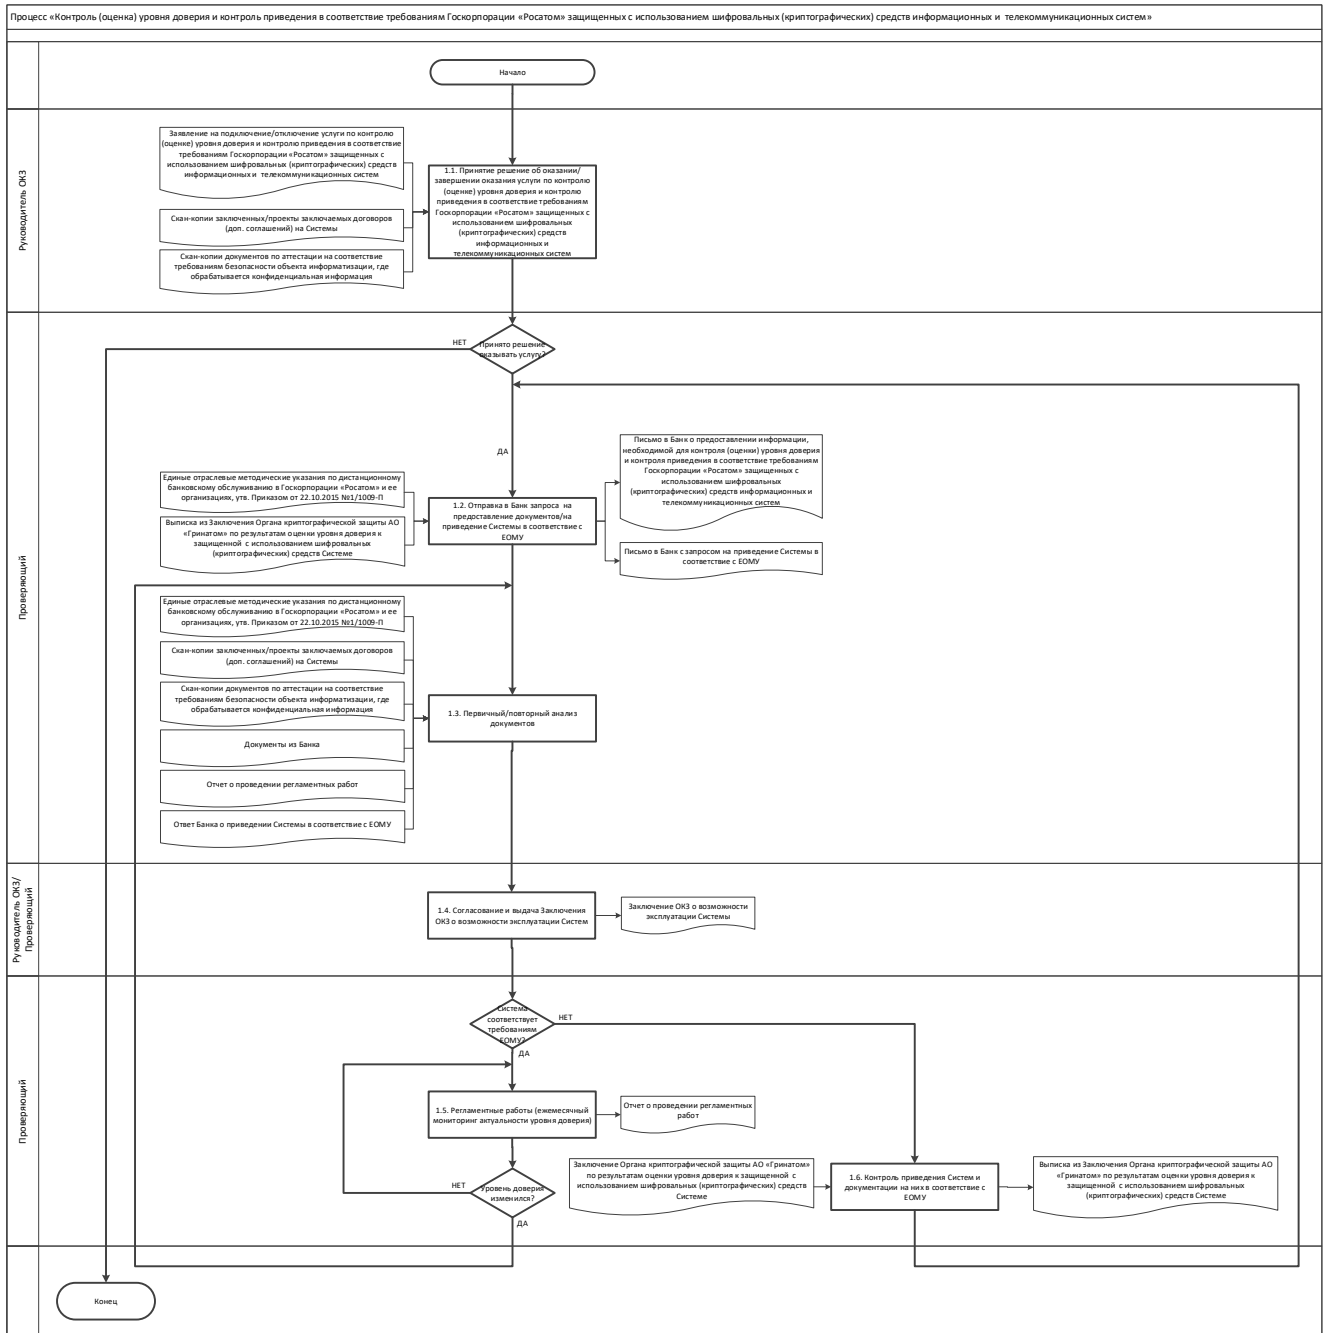 Процесс «Контроль (оценка) уровня доверия и контроль приведения в соответствие требованиям Госкорпорации «Росатом» защищенных с использованием шифровальных (криптографических) средств информационных и телекоммуникационных систем»
Начало
Руководитель ОКЗ
Заявление на подключение/отключение услуги по контролю
(оценке) уровня доверия и контролю приведения в соответствие
требованиям Госкорпорации «Росатом» защищенных с
использованием шифровальных (криптографических) средств
информационных и телекоммуникационных систем
Скан-копии заключенных/проекты заключаемых договоров
(доп. соглашений) на Системы
Скан-копии документов по аттестации на соответствие
требованиям безопасности объекта информатизации, где
обрабатывается конфиденциальная информация
1.1. Принятие решение об оказании/
завершении оказания услуги по контролю
(оценке) уровня доверия и контролю
приведения в соответствие требованиям
Госкорпорации «Росатом» защищенных с
использованием шифровальных
(криптографических) средств
информационных и
телекоммуникационных систем
Проверяющий
Принято решение
оказывать услугу?
НЕТ
ДА
Единые отраслевые методические указания по дистанционному
банковскому обслуживанию в Госкорпорации «Росатом» и ее
организациях, утв. Приказом от 22.10.2015 №1/1009-П
Выписка из Заключения Органа криптографической защиты АО
«Гринатом» по результатам оценки уровня доверия к
защищенной с использованием шифровальных
(криптографических) средств Системе
1.2. Отправка в Банк запроса на
предоставление документов/на
приведение Системы в соответствие с
ЕОМУ
Письмо в Банк о предоставлении информации,
необходимой для контроля (оценки) уровня доверия
и контроля приведения в соответствие требованиям
Госкорпорации «Росатом» защищенных с
использованием шифровальных
(криптографических) средств информационных и
телекоммуникационных систем
Письмо в Банк с запросом на приведение Системы в
соответствие с ЕОМУ
Единые отраслевые методические указания по дистанционному
банковскому обслуживанию в Госкорпорации «Росатом» и ее
организациях, утв. Приказом от 22.10.2015 №1/1009-П
Скан-копии заключенных/проекты заключаемых договоров
(доп. соглашений) на Системы
Скан-копии документов по аттестации на соответствие
требованиям безопасности объекта информатизации, где
обрабатывается конфиденциальная информация
Документы из Банка
Отчет о проведении регламентных работ
Ответ Банка о приведении Системы в соответствие с ЕОМУ
1.3. Первичный/повторный анализ
документов
Руководитель ОКЗ/
Проверяющий
1.4. Согласование и выдача Заключения
ОКЗ о возможности эксплуатации Систем
Заключение ОКЗ о возможности
эксплуатации Системы
Проверяющий
Система
соответствует
требованиям
ЕОМУ?
НЕТ
ДА
1.5. Регламентные работы (ежемесячный
мониторинг актуальности уровня доверия)
Отчет о проведении регламентных
работ
Уровень доверия
изменился?
НЕТ
ДА
Заключение Органа криптографической защиты АО «Гринатом»
по результатам оценки уровня доверия к защищенной с
использованием шифровальных (криптографических) средств
Системе
1.6. Контроль приведения Систем и
документации на них в соответствие с
ЕОМУ
Выписка из Заключения Органа криптографической защиты АО
«Гринатом» по результатам оценки уровня доверия к
защищенной с использованием шифровальных
(криптографических) средств Системе
Конец